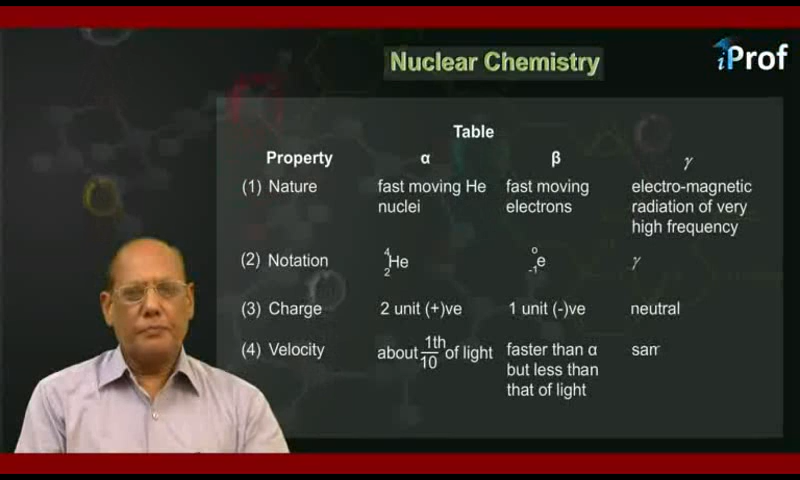 Nuclear Chemistry
iProf
Table
Property α β γ
(1) Nature fast moving He fast moving electro-magnetic
nuclei electrons radiation of very
high frequency
(2) Notation ⁴₂He ⁰₋₁e γ
(3) Charge 2 unit (+)ve 1 unit (-)ve neutral
(4) Velocity about 1th/10 of light faster than α sam
but less than
that of light